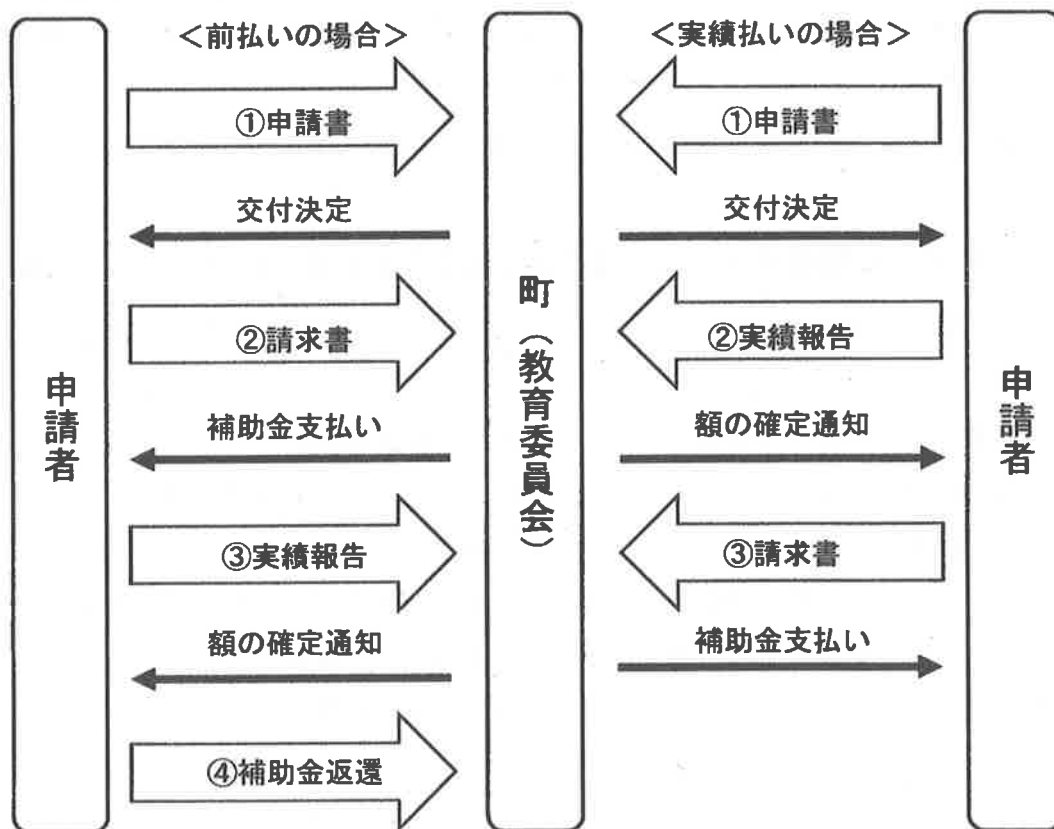 申請者
＜前払いの場合＞
①申請書
交付決定
②請求書
補助金支払い
③実績報告
額の確定通知
④補助金返還
町（教育委員会）
＜実績払いの場合＞
①申請書
交付決定
②実績報告
額の確定通知
③請求書
補助金支払い
申請者